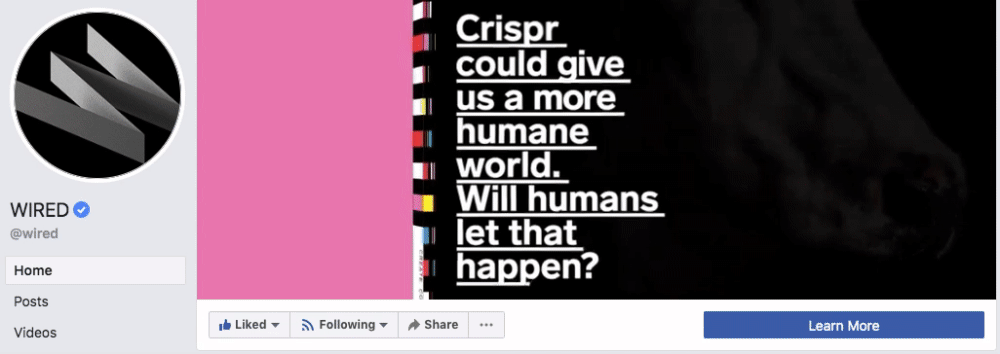 WIRED
@wired
Home
Posts
Videos
Crispr
could give
us a more
humane
world.
Will humans
let that
happen?
Liked
Following
Share
Learn More